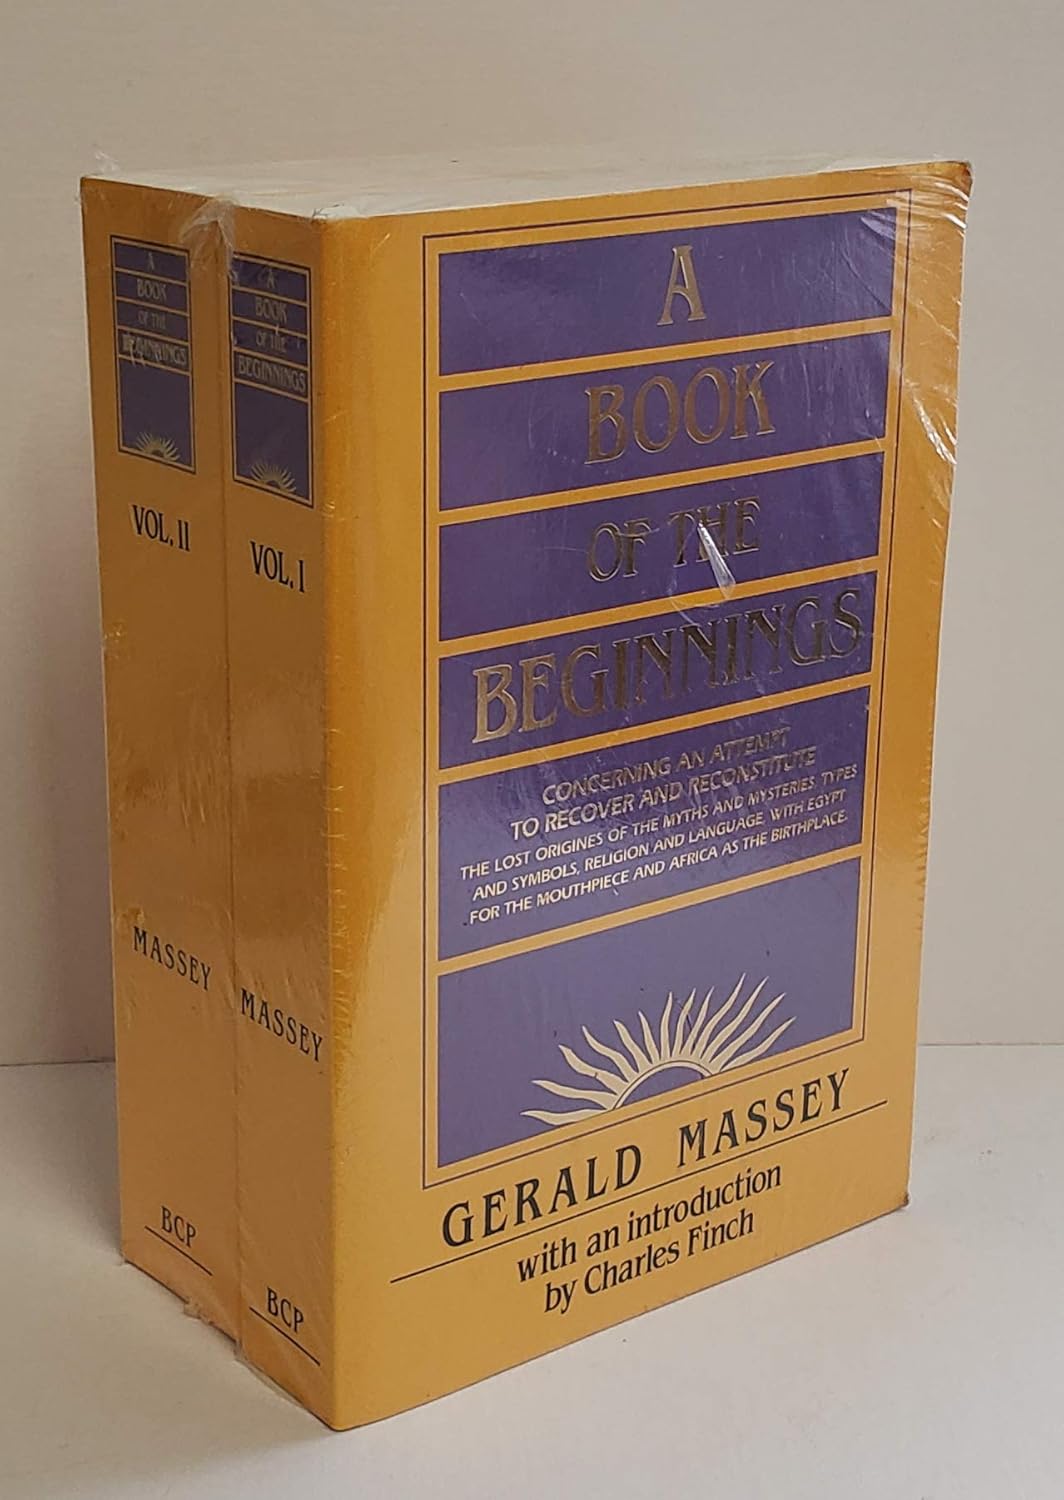 A
BOOK
OF THE
BEGINNINGS
VOL. II
MASSEY
BCP
A
BOOK
OF THE
BEGINNINGS
VOL. I
MASSEY
BCP
A
BOOK
OF THE
BEGINNINGS
CONCERNING AN ATTEMPT
TO RECOVER AND RECONSTITUTE
THE LOST ORIGINES OF THE MYTHS AND MYSTERIES, TYPES
AND SYMBOLS, RELIGION AND LANGUAGE, WITH EGYPT
FOR THE MOUTHPIECE AND AFRICA AS THE BIRTHPLACE.
GERALD MASSEY
with an introduction
by Charles Finch